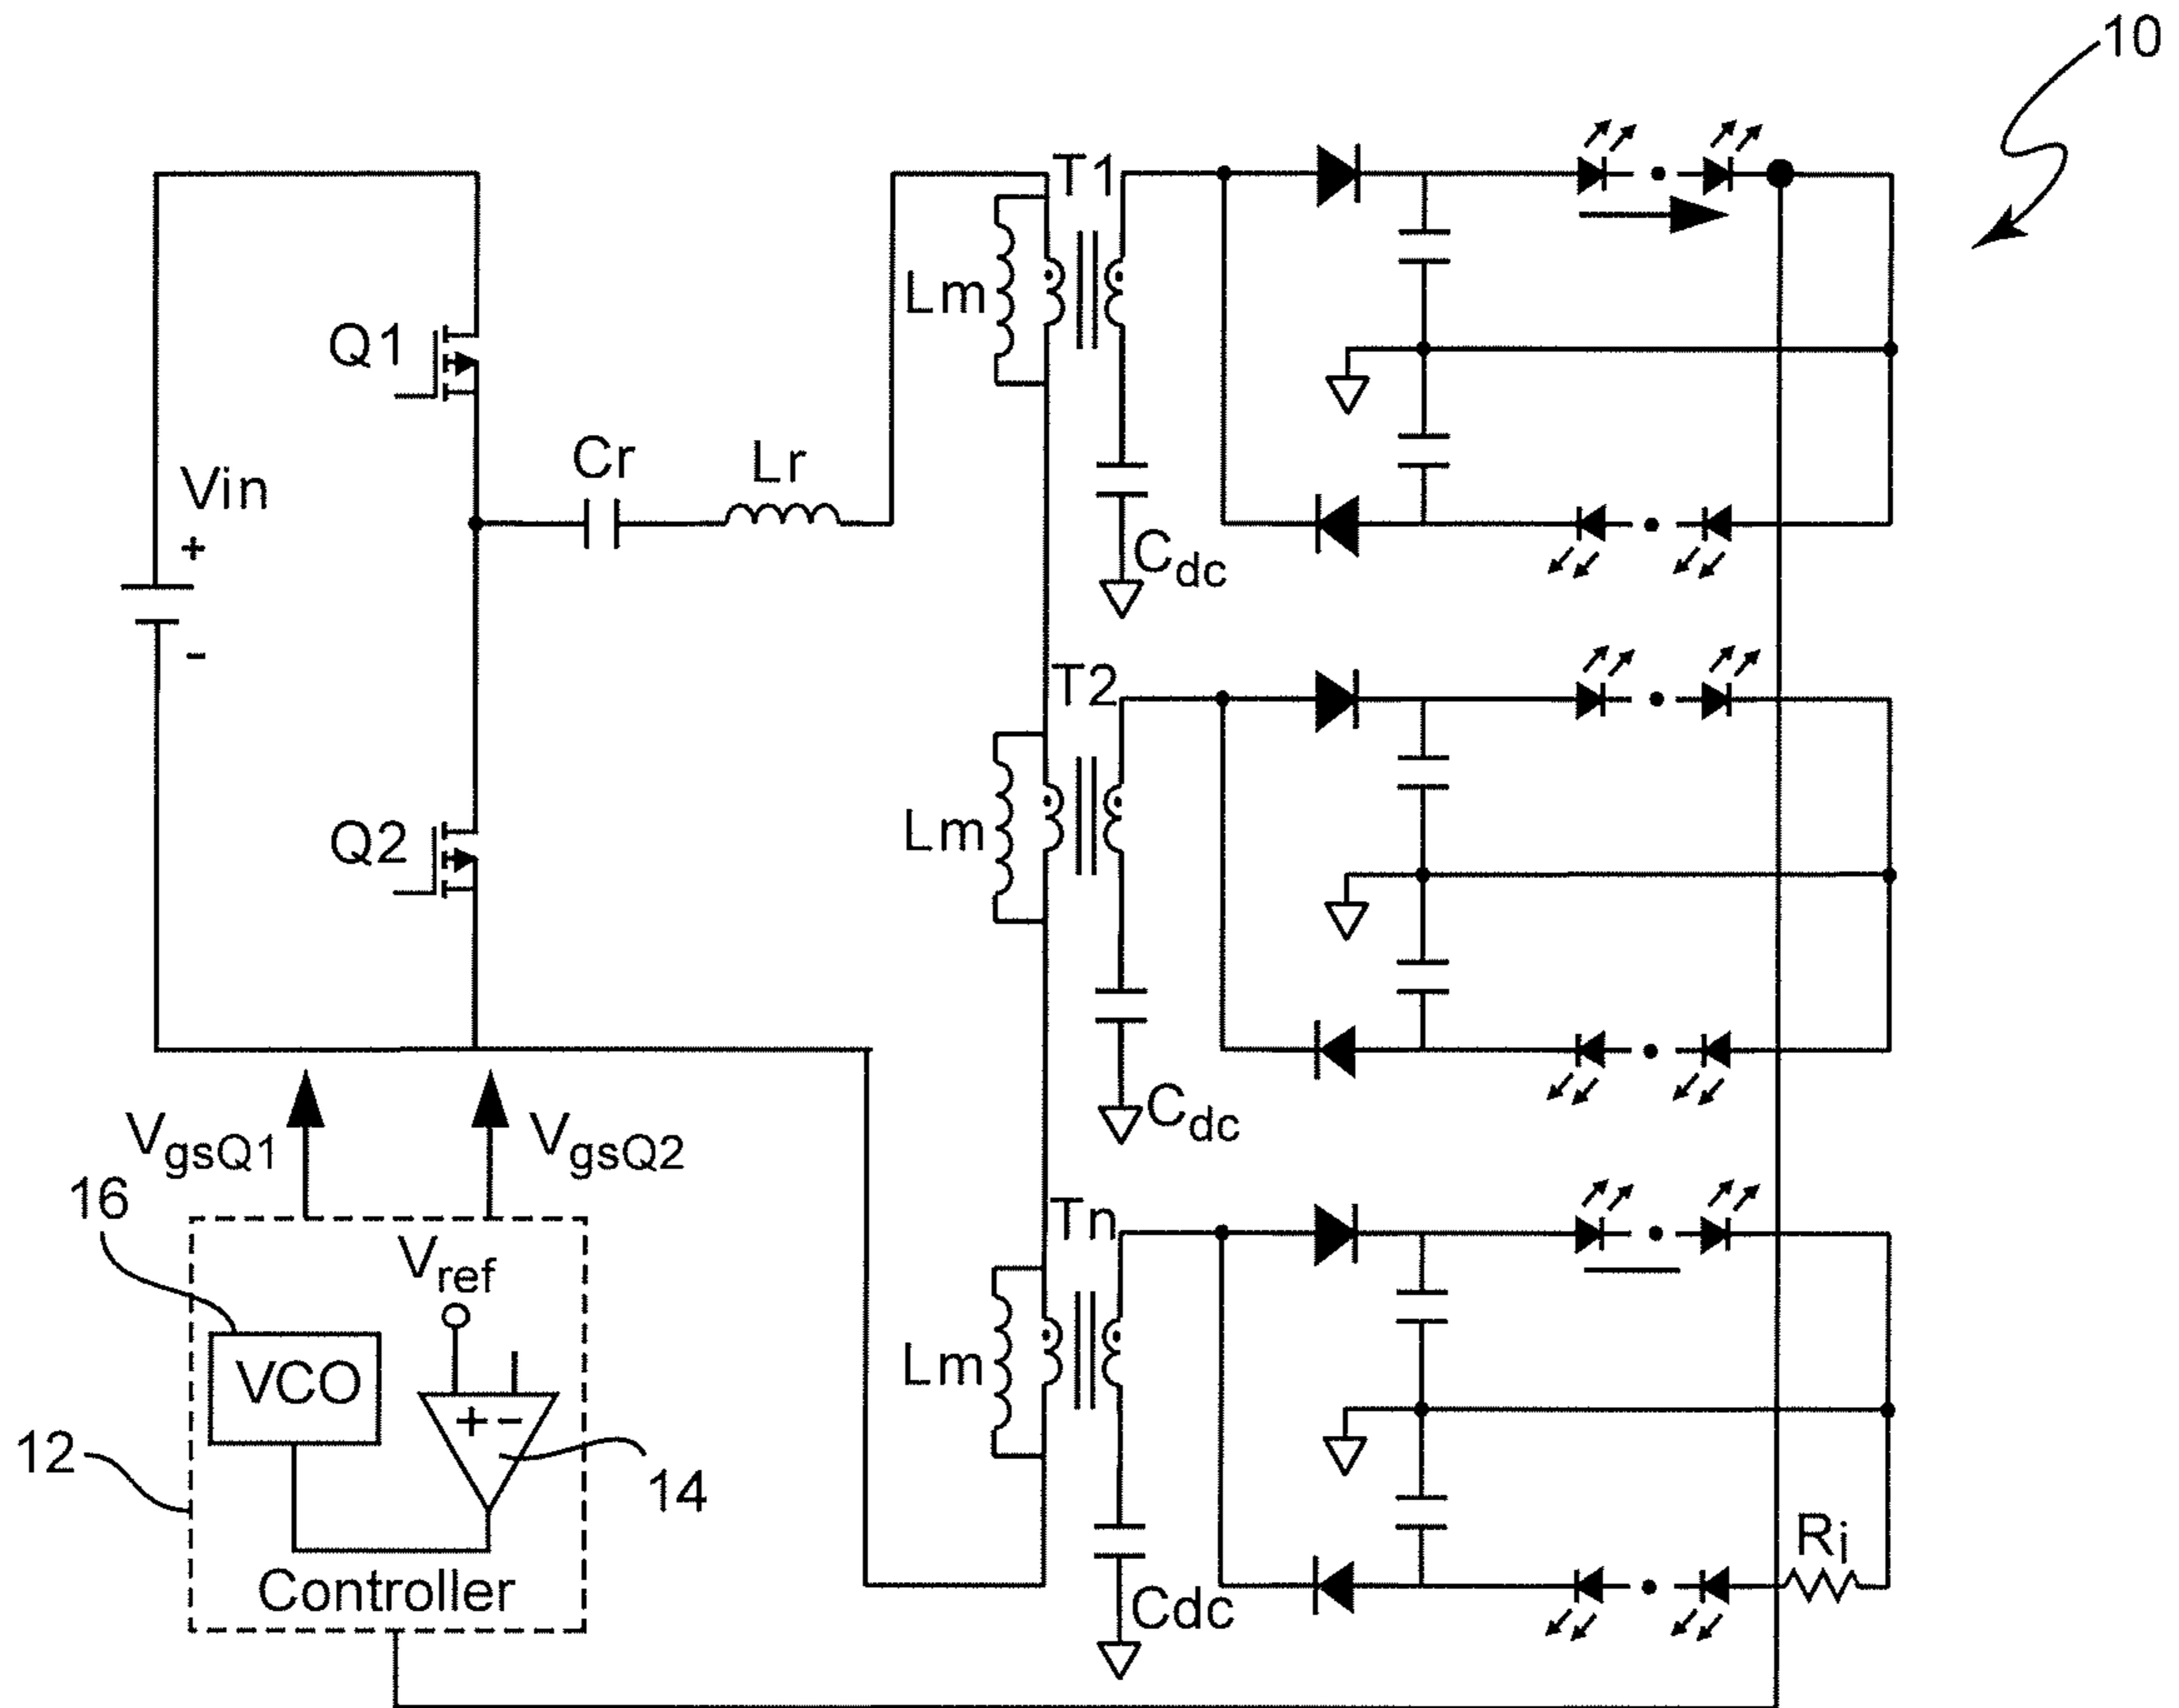 10
T1
Lm
Q1
Cr
Lr
Vin
+
-
Cdc
T2
Lm
Q2
Cdc
VgsQ1
VgsQ2
16
Tn
Vref
Lm
VCO
+ -
12
14
Ri
Controller
Cdc